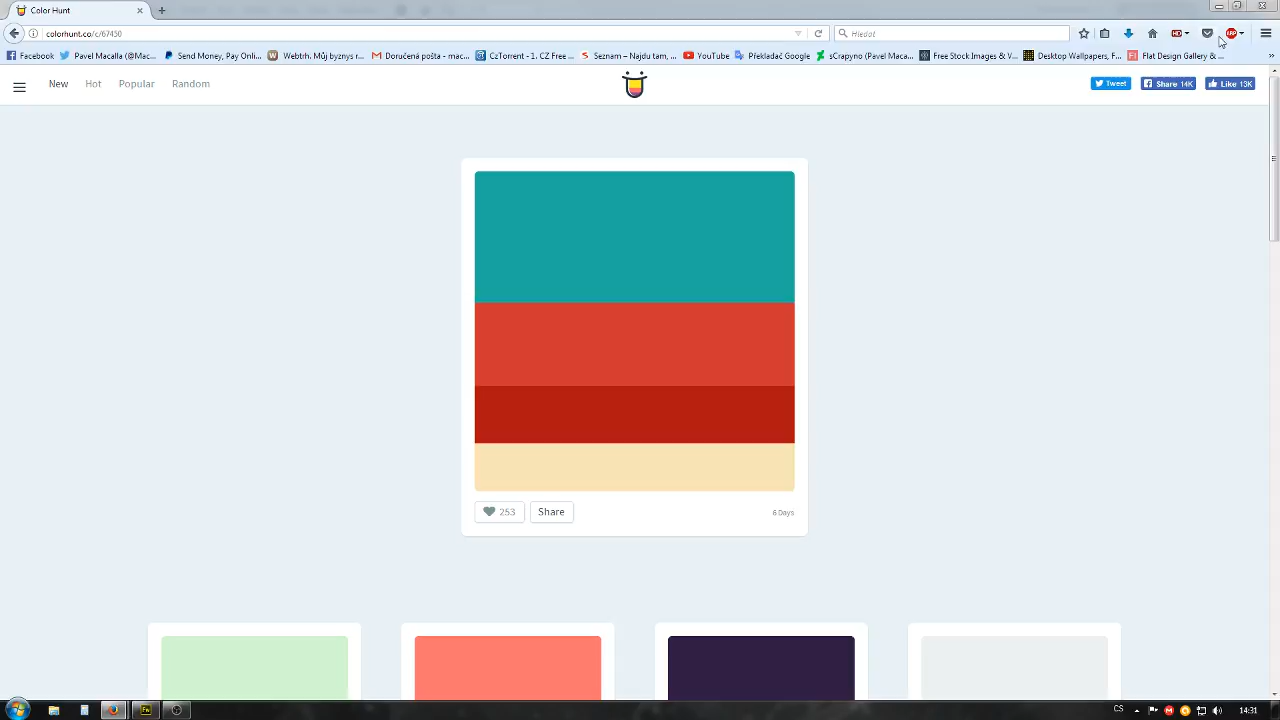 Color Hunt
colorhunt.co/c/67450
Hledat
Facebook
Pavel Macák (@Mac...
Send Money, Pay Onli...
Webtrh, Můj byznys r...
Doručená pošta - mac...
CzTorrent - 1. CZ Free ...
Seznam – Najdu tam, ...
YouTube
Překladač Google
sCrapyno (Pavel Maca...
Free Stock Images & V...
Desktop Wallpapers, F...
Flat Design Gallery & ...
New
Hot
Popular
Random
Tweet
Share 14K
Like 13K
253
Share
6 Days
CS
14:31